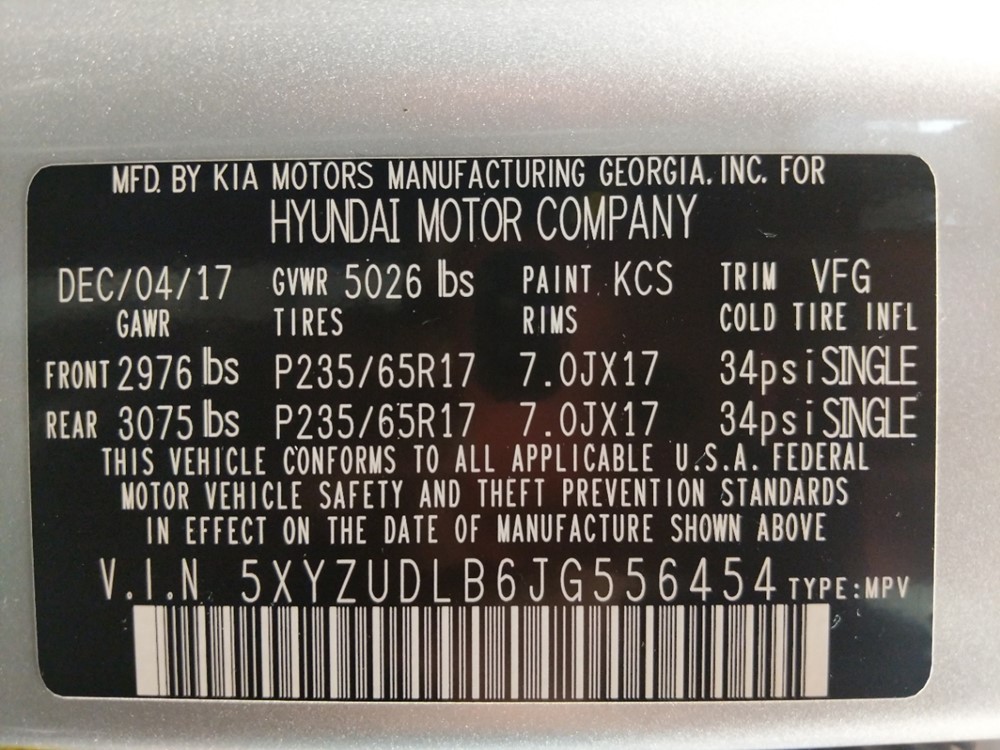 MFD. BY KIA MOTORS MANUFACTURING GEORGIA, INC. FOR
HYUNDAI MOTOR COMPANY
DEC/04/17 GVWR 5026 lbs PAINT KCS TRIM VFG
GAWR TIRES RIMS COLD TIRE INFL
FRONT 2976 lbs P235/65R17 7.0JX17 34psi SINGLE
REAR 3075 lbs P235/65R17 7.0JX17 34psi SINGLE
THIS VEHICLE CONFORMS TO ALL APPLICABLE U.S.A. FEDERAL
MOTOR VEHICLE SAFETY AND THEFT PREVENTION STANDARDS
IN EFFECT ON THE DATE OF MANUFACTURE SHOWN ABOVE
V.I.N 5XYZUDLB6JG556454 TYPE:MPV